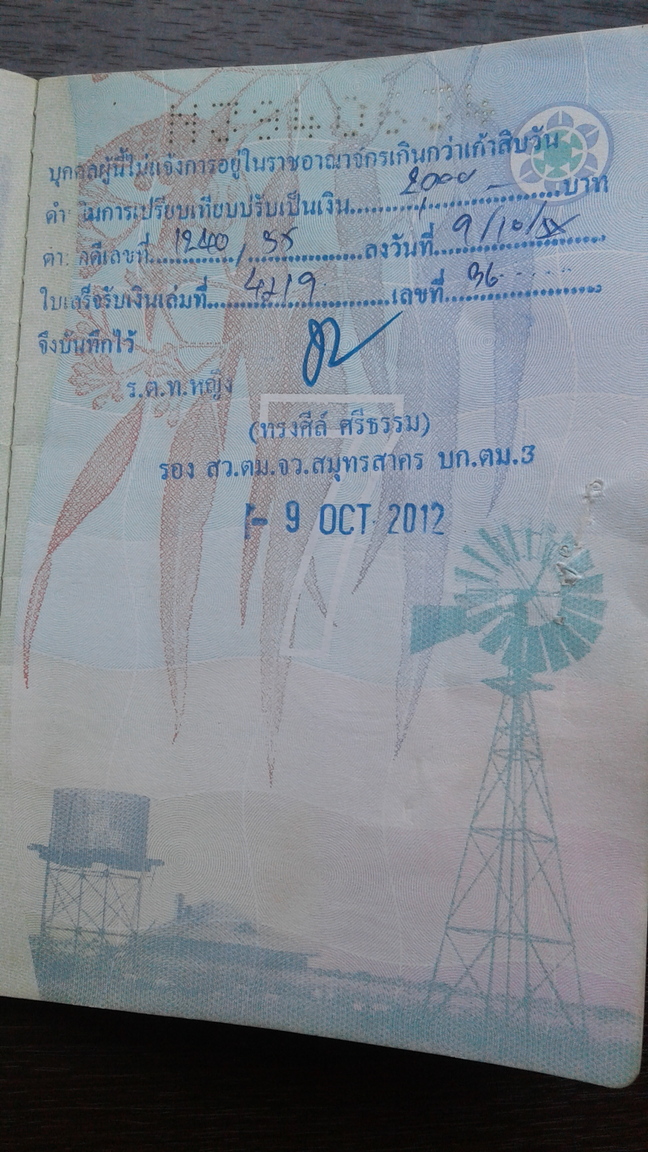 บุคคลผู้นี้ไม่แจ้งการอยู่ในราชอาณาจักรเกินกว่าเก้าสิบวัน
ดำเนินการเปรียบเทียบปรับเป็นเงิน 2,000 - บาท
คดีเลขที่ 1240 / 55 ลงวันที่ 9/10/55
ใบเสร็จรับเงินเล่มที่ 4219 เลขที่ 36
จึงบันทึกไว้
ร.ต.ท.หญิง
(ทรงศีล์ ศรีธรรม)
รอง สว.ตม.จว.สมุทรสาคร บก.ตม.3
- 9 OCT 2012
7